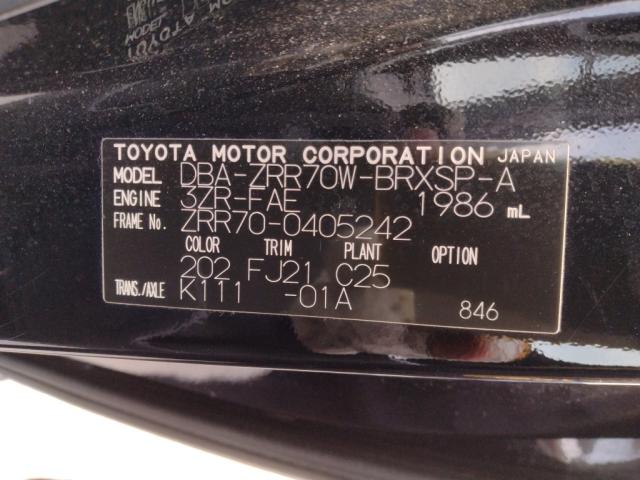 TOYOTA MOTOR CORPORATION JAPAN
MODEL DBA-ZRR70W-BRXSP-A
ENGINE 3ZR-FAE 1986 mL
FRAME No. ZRR70-0405242
COLOR TRIM PLANT OPTION
202 FJ21 C25
TRANS./AXLE K111 -01A
846